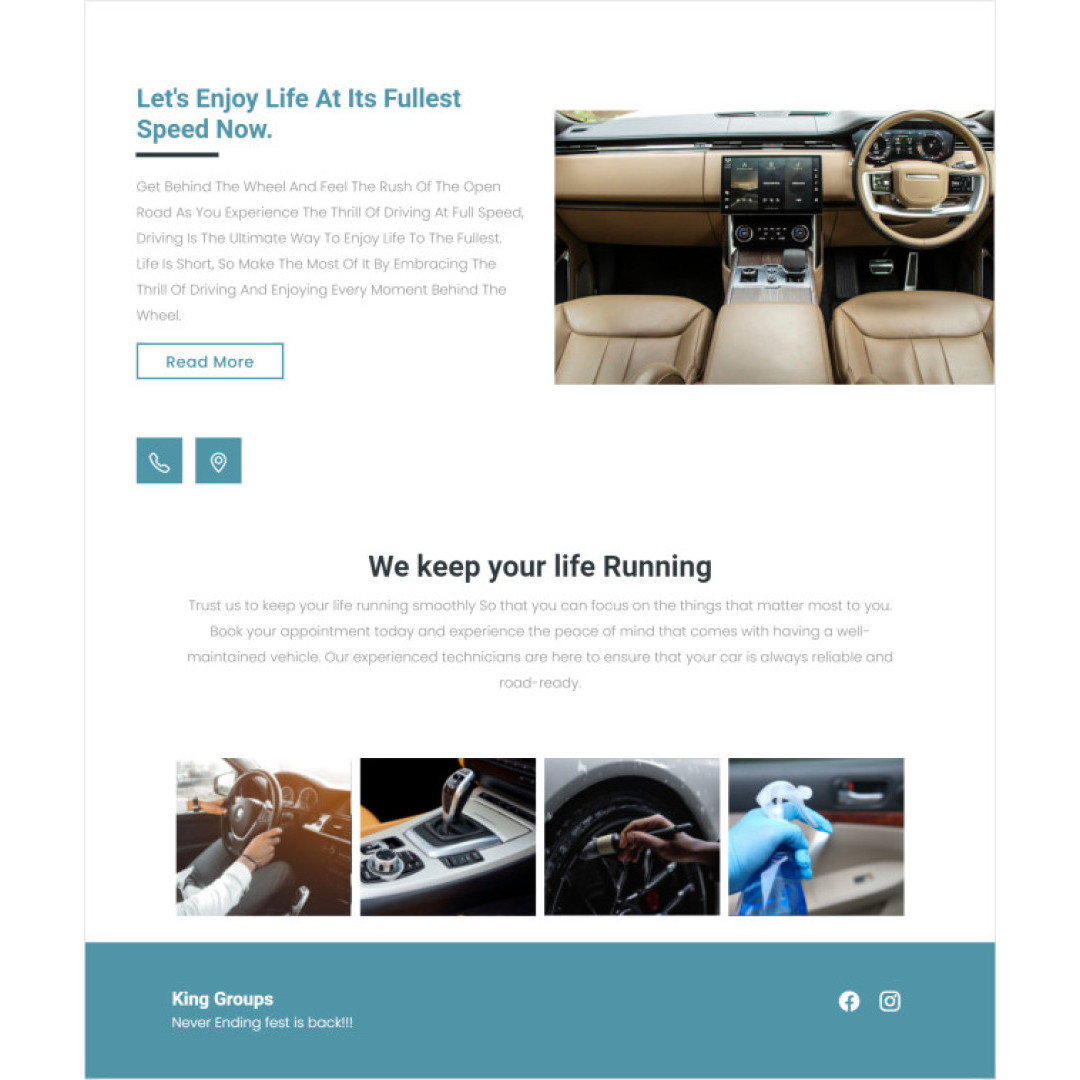 Let's Enjoy Life At Its Fullest
Speed Now.
Get Behind The Wheel And Feel The Rush Of The Open
Road As You Experience The Thrill Of Driving At Full Speed,
Driving Is The Ultimate Way To Enjoy Life To The Fullest.
Life Is Short, So Make The Most Of It By Embracing The
Thrill Of Driving And Enjoying Every Moment Behind The
Wheel.
Read More
We keep your life Running
Trust us to keep your life running smoothly So that you can focus on the things that matter most to you.
Book your appointment today and experience the peace of mind that comes with having a well-
maintained vehicle. Our experienced technicians are here to ensure that your car is always reliable and
road-ready.
King Groups
Never Ending fest is back!!!